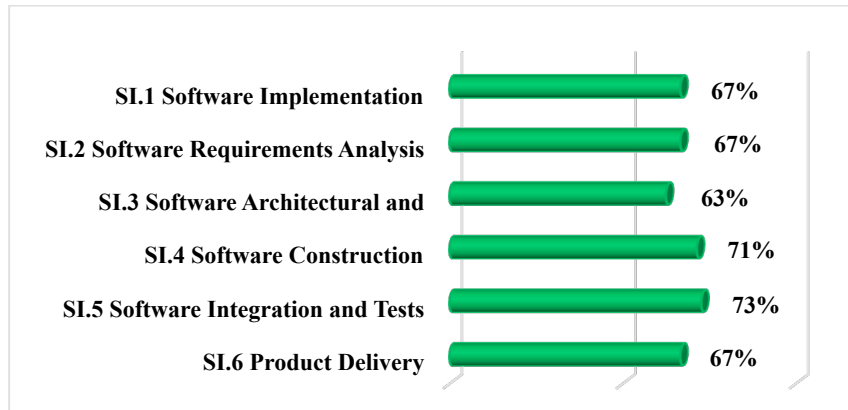 SI.1 Software Implementation 67%
SI.2 Software Requirements Analysis 67%
SI.3 Software Architectural and 63%
SI.4 Software Construction 71%
SI.5 Software Integration and Tests 73%
SI.6 Product Delivery 67%